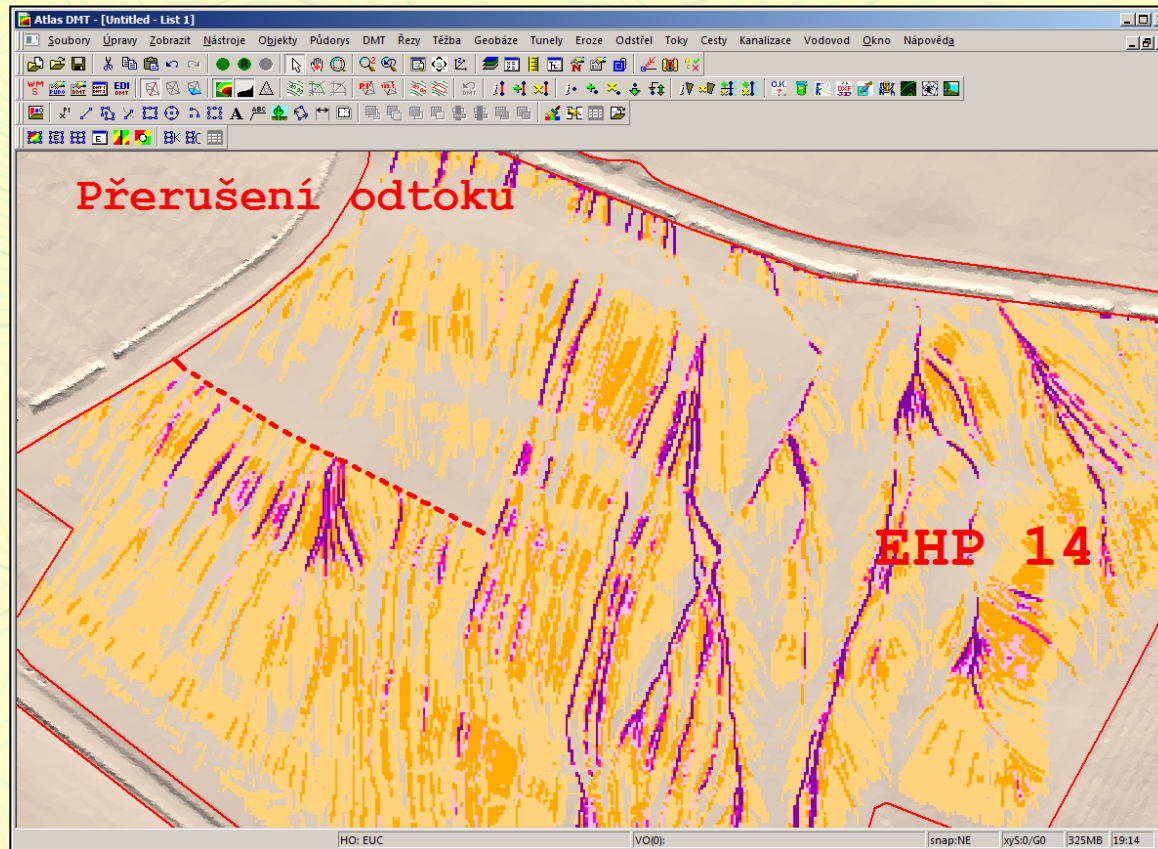 Atlas DMT - [Untitled - List 1]
Soubory Úpravy Zobrazit Nástroje Objekty Půdorys DMT Řezy Těžba Geobáze Tunely Eroze Odstřel Toky Cesty Kanalizace Vodovod Okno Nápověda
Přerušení odtoku
EHP 14
HO: EUC VO(0): snap:NE xyS:0/G0 325MB 19:14